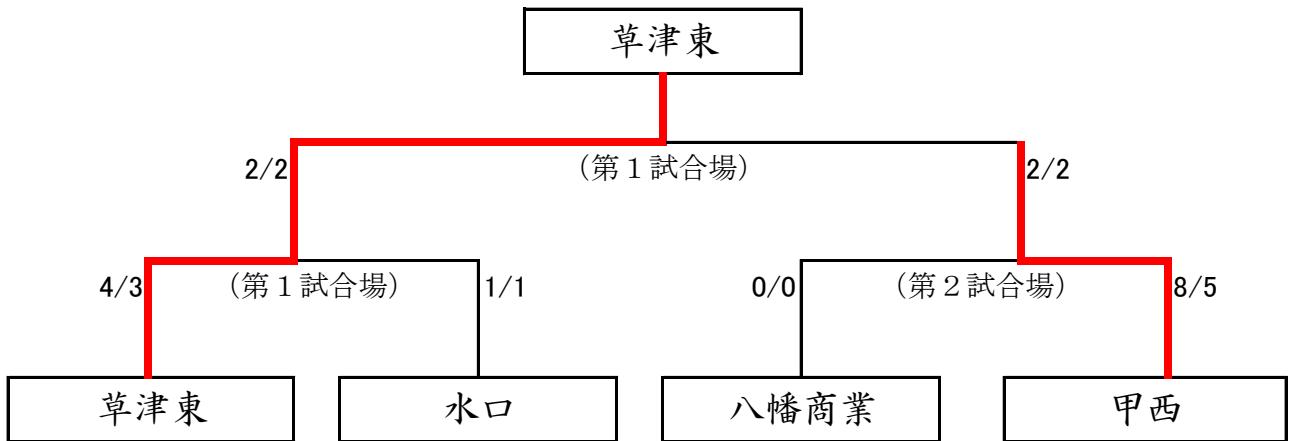 草津東
2/2
(第１試合場)
2/2
4/3
(第１試合場)
1/1
0/0
(第２試合場)
8/5
草津東
水口
八幡商業
甲西